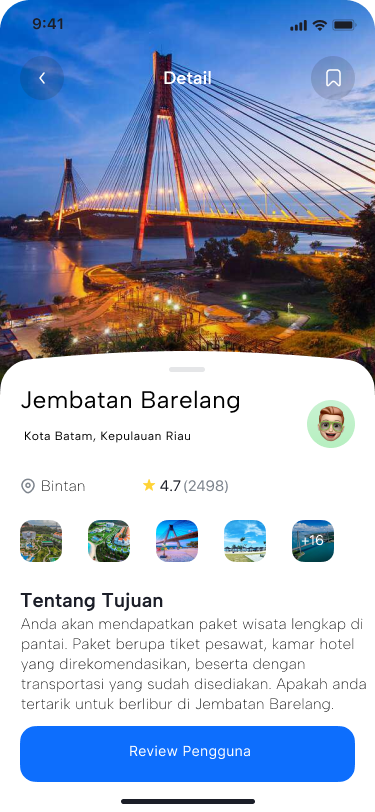 9:41
Detail
Jembatan Barelang
Kota Batam, Kepulauan Riau
Bintan
4.7 (2498)
+16
Tentang Tujuan
Anda akan mendapatkan paket wisata lengkap di
pantai. Paket berupa tiket pesawat, kamar hotel
yang direkomendasikan, beserta dengan
transportasi yang sudah disediakan. Apakah anda
tertarik untuk berlibur di Jembatan Barelang.
Review Pengguna